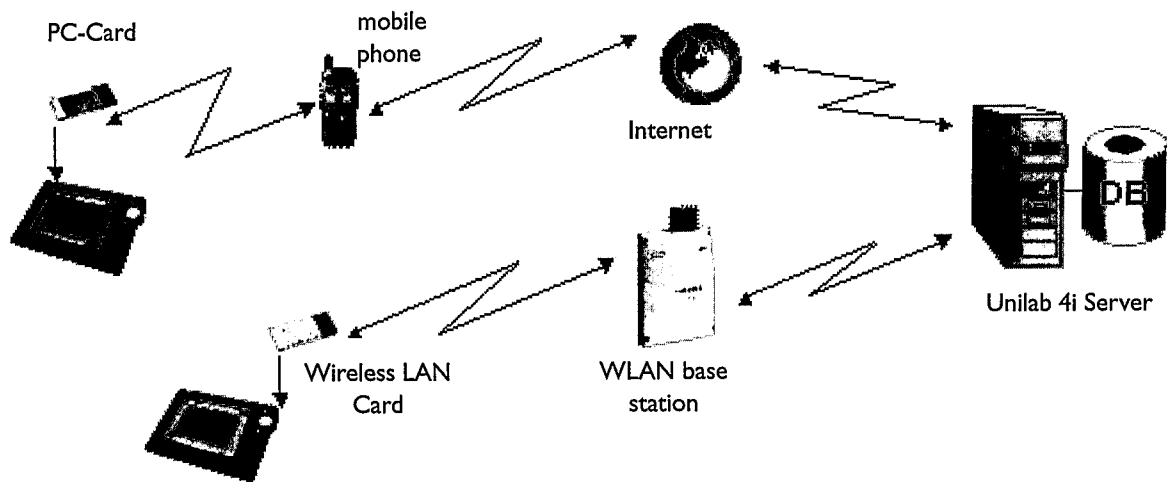 PC-Card
mobile
phone
Internet
DB
Unilab 4i Server
Wireless LAN
Card
WLAN base
station